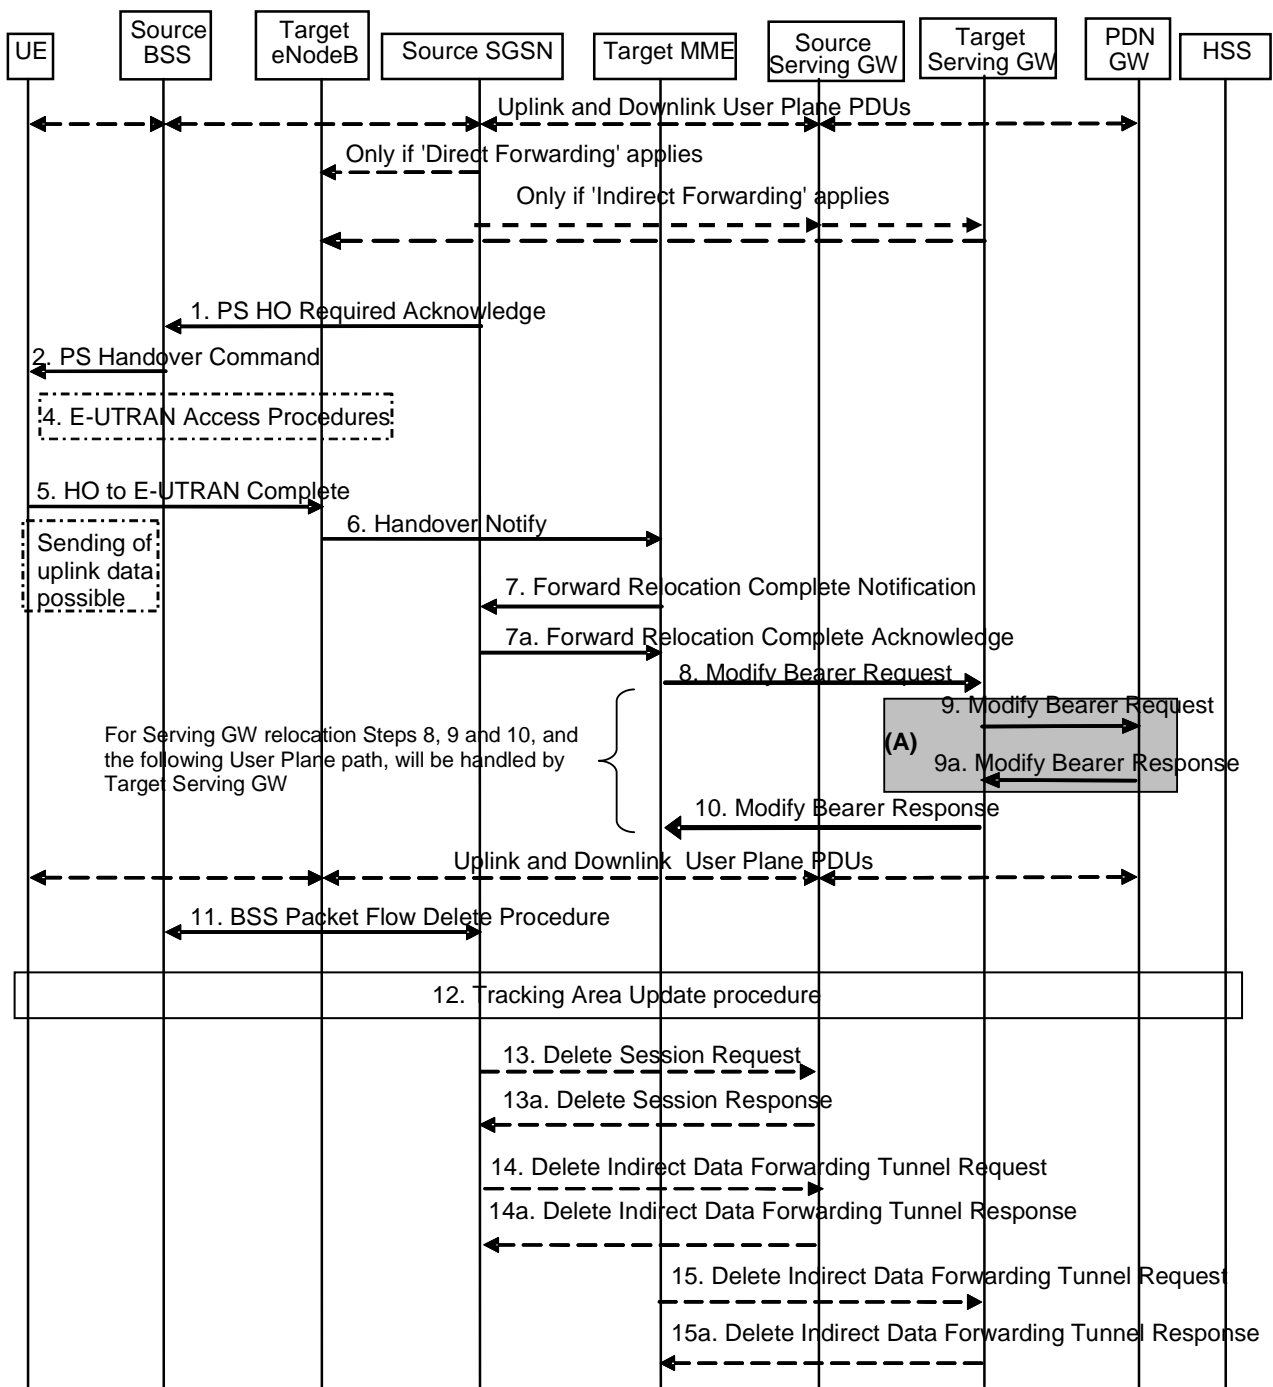 UE
Source
BSS
Target
eNodeB
Source SGSN
Target MME
Source
Serving GW
Target
Serving GW
PDN
GW
HSS
Uplink and Downlink User Plane PDUs
Only if 'Direct Forwarding' applies
Only if 'Indirect Forwarding' applies
1. PS HO Required Acknowledge
2. PS Handover Command
4. E-UTRAN Access Procedures
5. HO to E-UTRAN Complete
6. Handover Notify
Sending of
uplink data
possible
7. Forward Relocation Complete Notification
7a. Forward Relocation Complete Acknowledge
8. Modify Bearer Request
9. Modify Bearer Request
(A)
9a. Modify Bearer Response
For Serving GW relocation Steps 8, 9 and 10, and
the following User Plane path, will be handled by
Target Serving GW
10. Modify Bearer Response
Uplink and Downlink User Plane PDUs
11. BSS Packet Flow Delete Procedure
12. Tracking Area Update procedure
13. Delete Session Request
13a. Delete Session Response
14. Delete Indirect Data Forwarding Tunnel Request
14a. Delete Indirect Data Forwarding Tunnel Response
15. Delete Indirect Data Forwarding Tunnel Request
15a. Delete Indirect Data Forwarding Tunnel Response